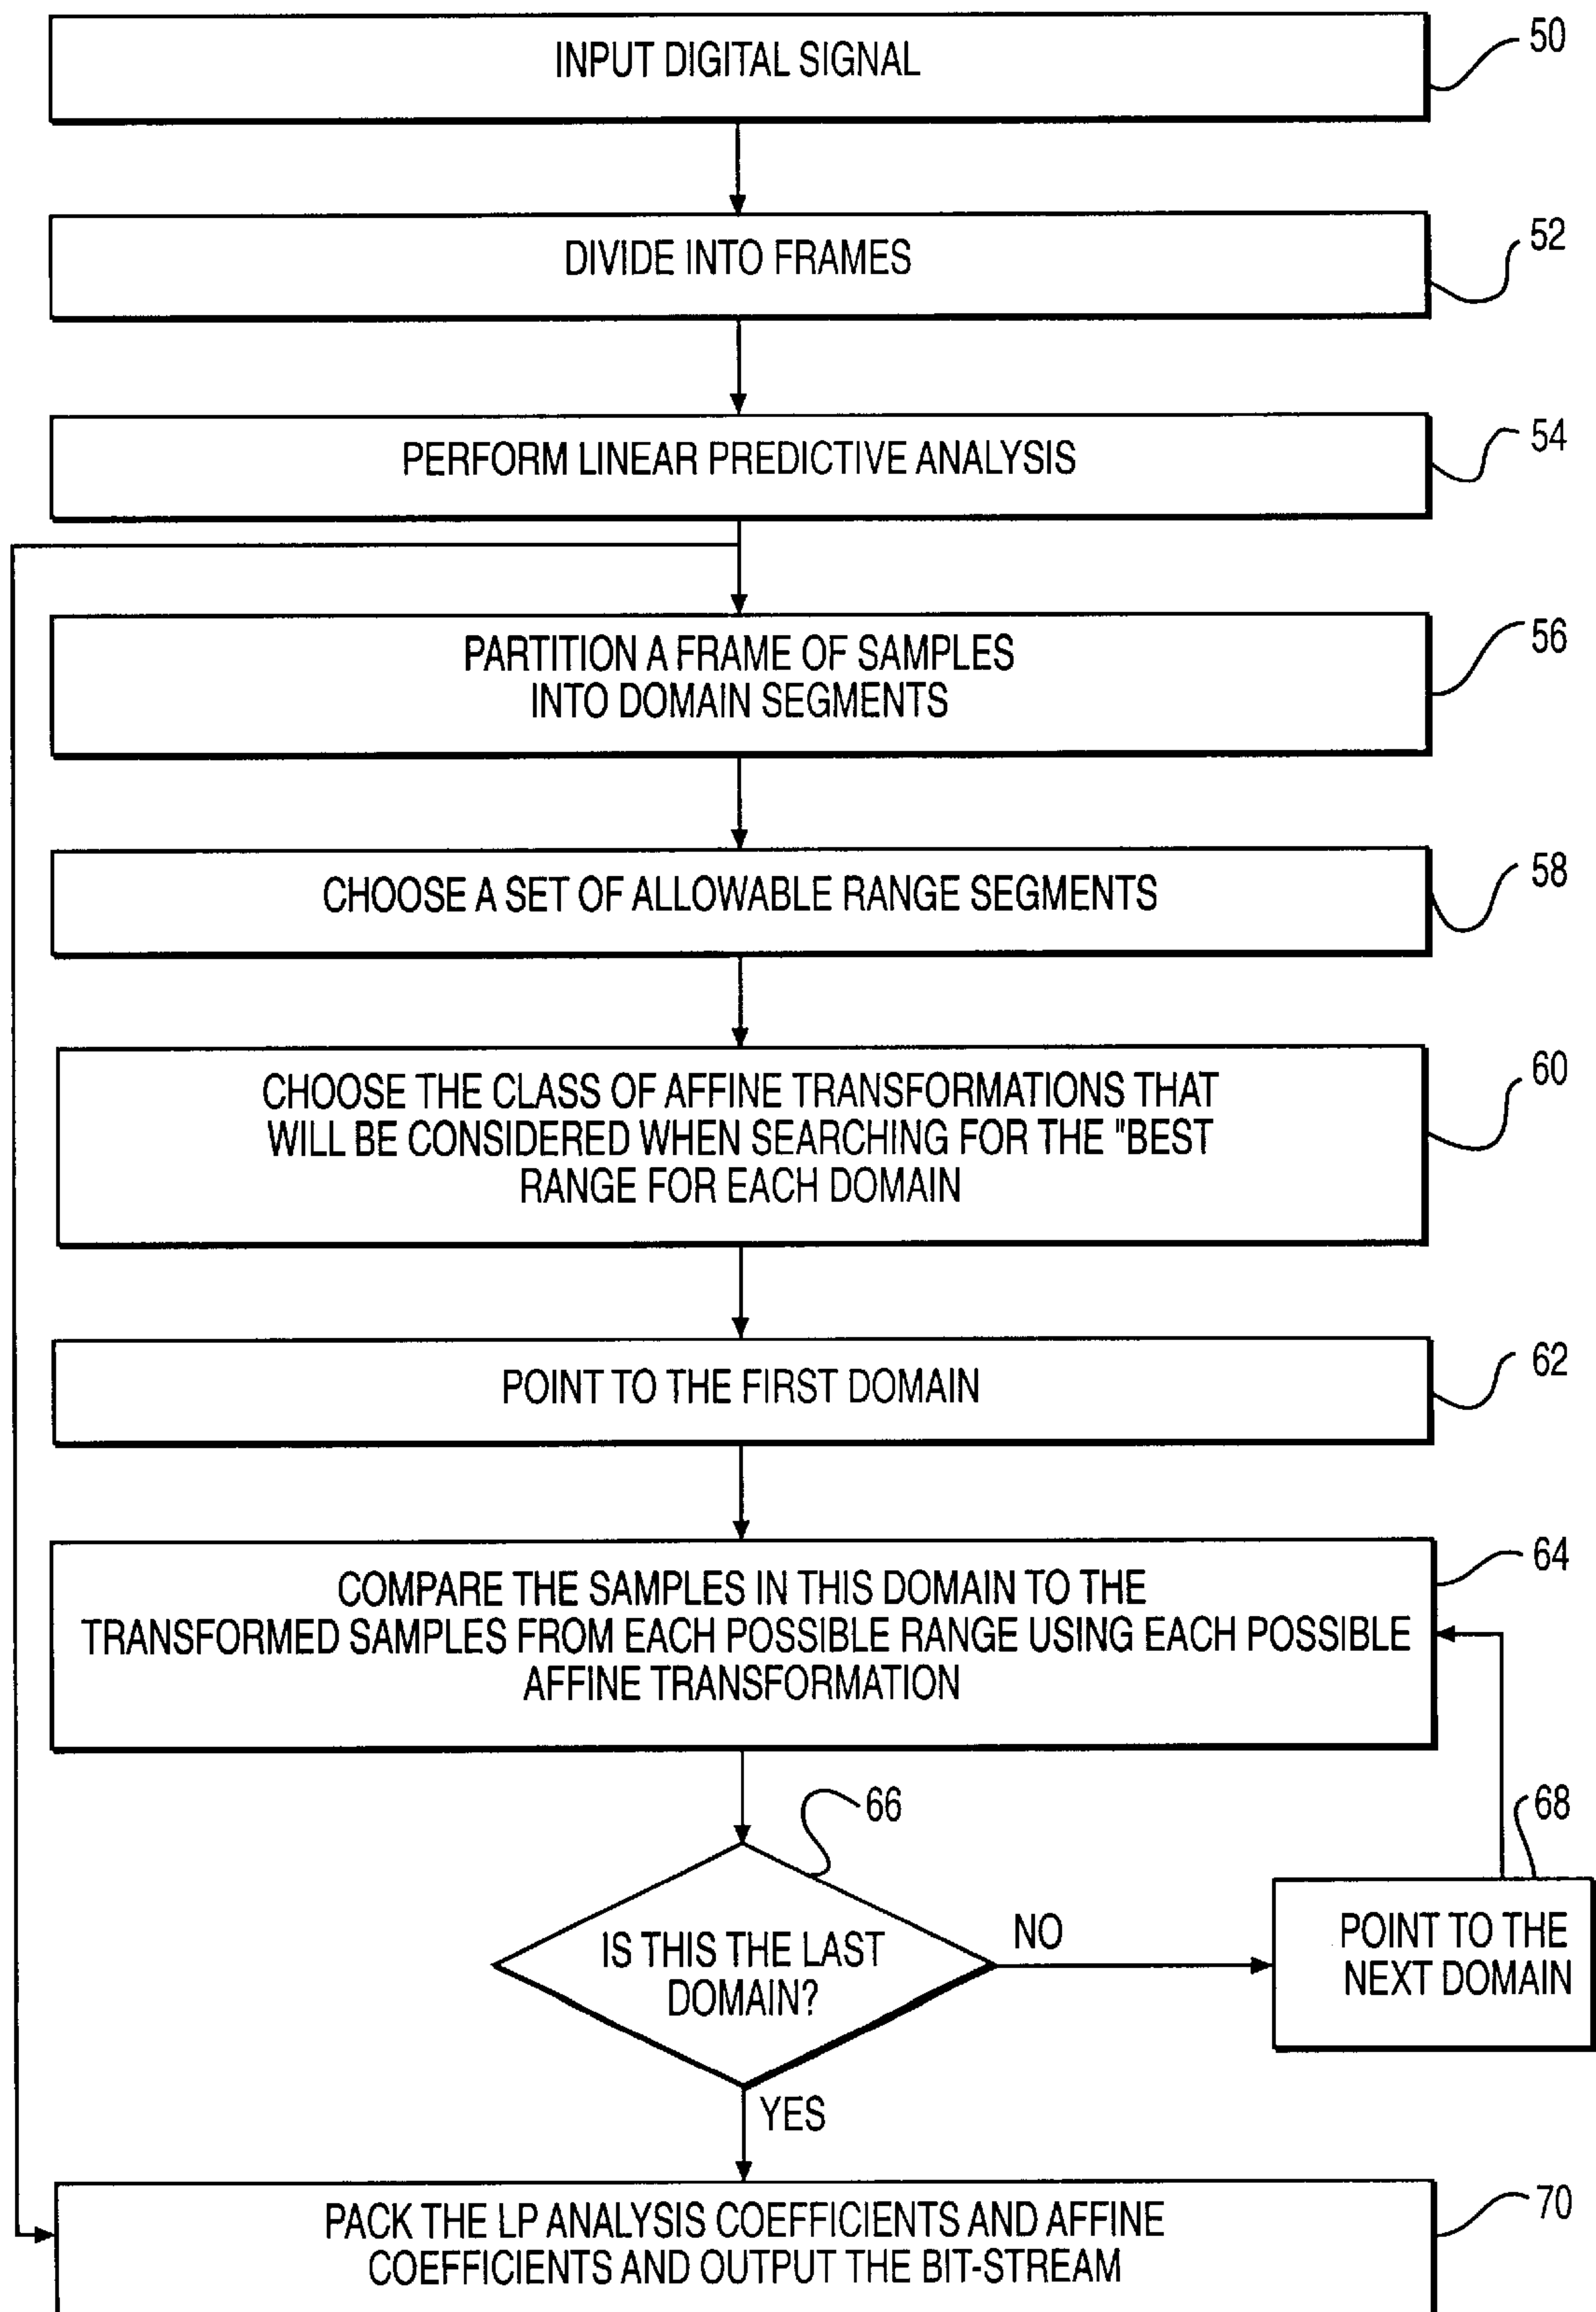 INPUT DIGITAL SIGNAL
50
DIVIDE INTO FRAMES
52
PERFORM LINEAR PREDICTIVE ANALYSIS
54
PARTITION A FRAME OF SAMPLES
INTO DOMAIN SEGMENTS
56
CHOOSE A SET OF ALLOWABLE RANGE SEGMENTS
58
CHOOSE THE CLASS OF AFFINE TRANSFORMATIONS THAT
WILL BE CONSIDERED WHEN SEARCHING FOR THE "BEST
RANGE FOR EACH DOMAIN
60
POINT TO THE FIRST DOMAIN
62
COMPARE THE SAMPLES IN THIS DOMAIN TO THE
TRANSFORMED SAMPLES FROM EACH POSSIBLE RANGE USING EACH POSSIBLE
AFFINE TRANSFORMATION
64
66
IS THIS THE LAST
DOMAIN?
NO
68
POINT TO THE
NEXT DOMAIN
YES
PACK THE LP ANALYSIS COEFFICIENTS AND AFFINE
COEFFICIENTS AND OUTPUT THE BIT-STREAM
70